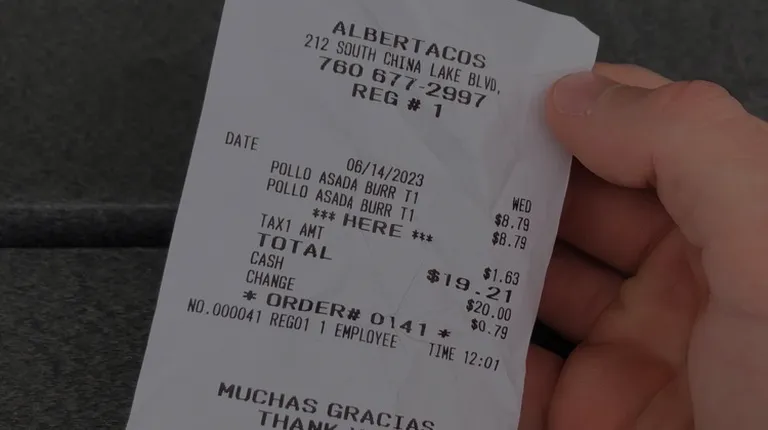 ALBERTACOS
212 SOUTH CHINA LAKE BLVD,
760 677-2997
REG # 1
DATE 06/14/2023 WED
POLLO ASADA BURR T1 $8.79
POLLO ASADA BURR T1 $8.79
*** HERE ***
TAX1 AMT $1.63
TOTAL $19.21
CASH $20.00
CHANGE $0.79
* ORDER# 0141 *
NO.000041 REG01 1 EMPLOYEE TIME 12:01
MUCHAS GRACIAS
THANK